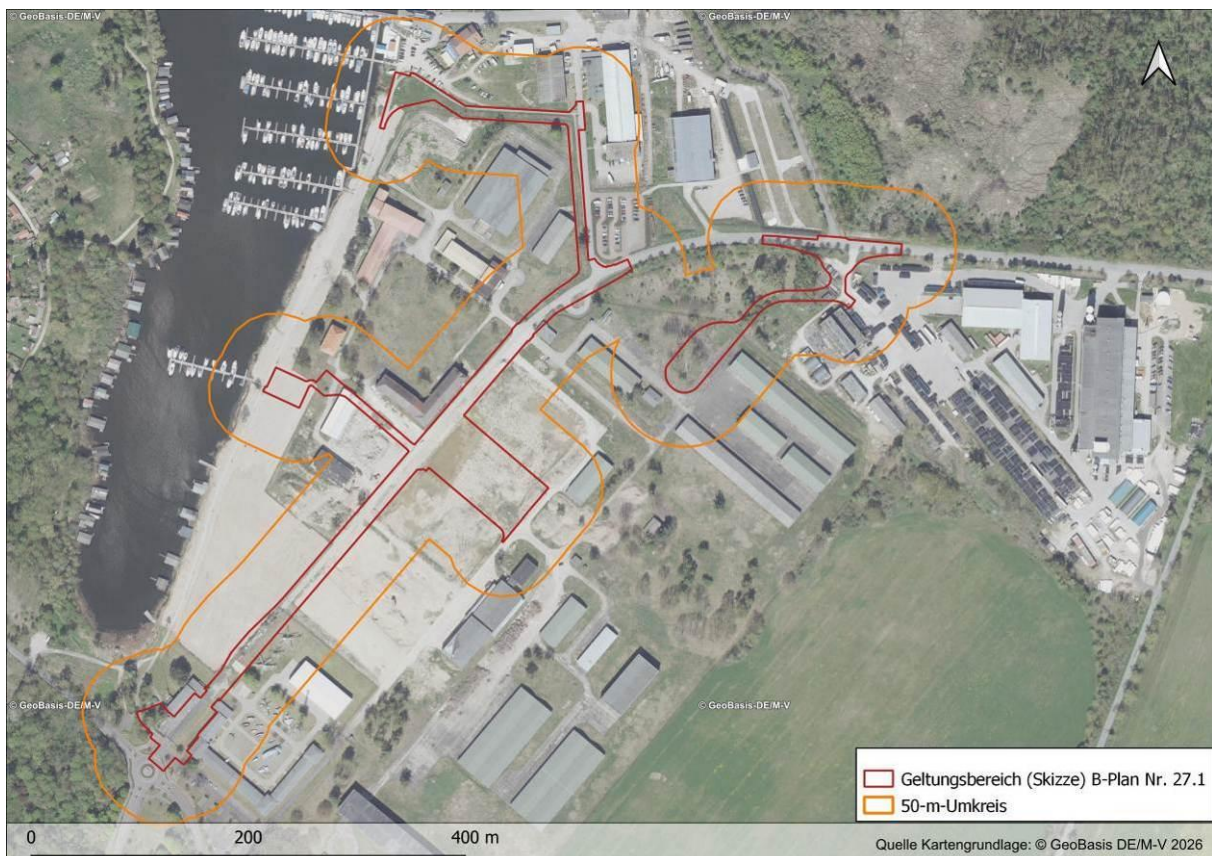 © GeoBasis-DE/M-V
© GeoBasis-DE/M-V
© GeoBasis-DE/M-V
© GeoBasis-DE/M-V
Geltungsbereich (Skizze) B-Plan Nr. 27.1
50-m-Umkreis
0 200 400 m
Quelle Kartengrundlage: © GeoBasis DE/M-V 2026